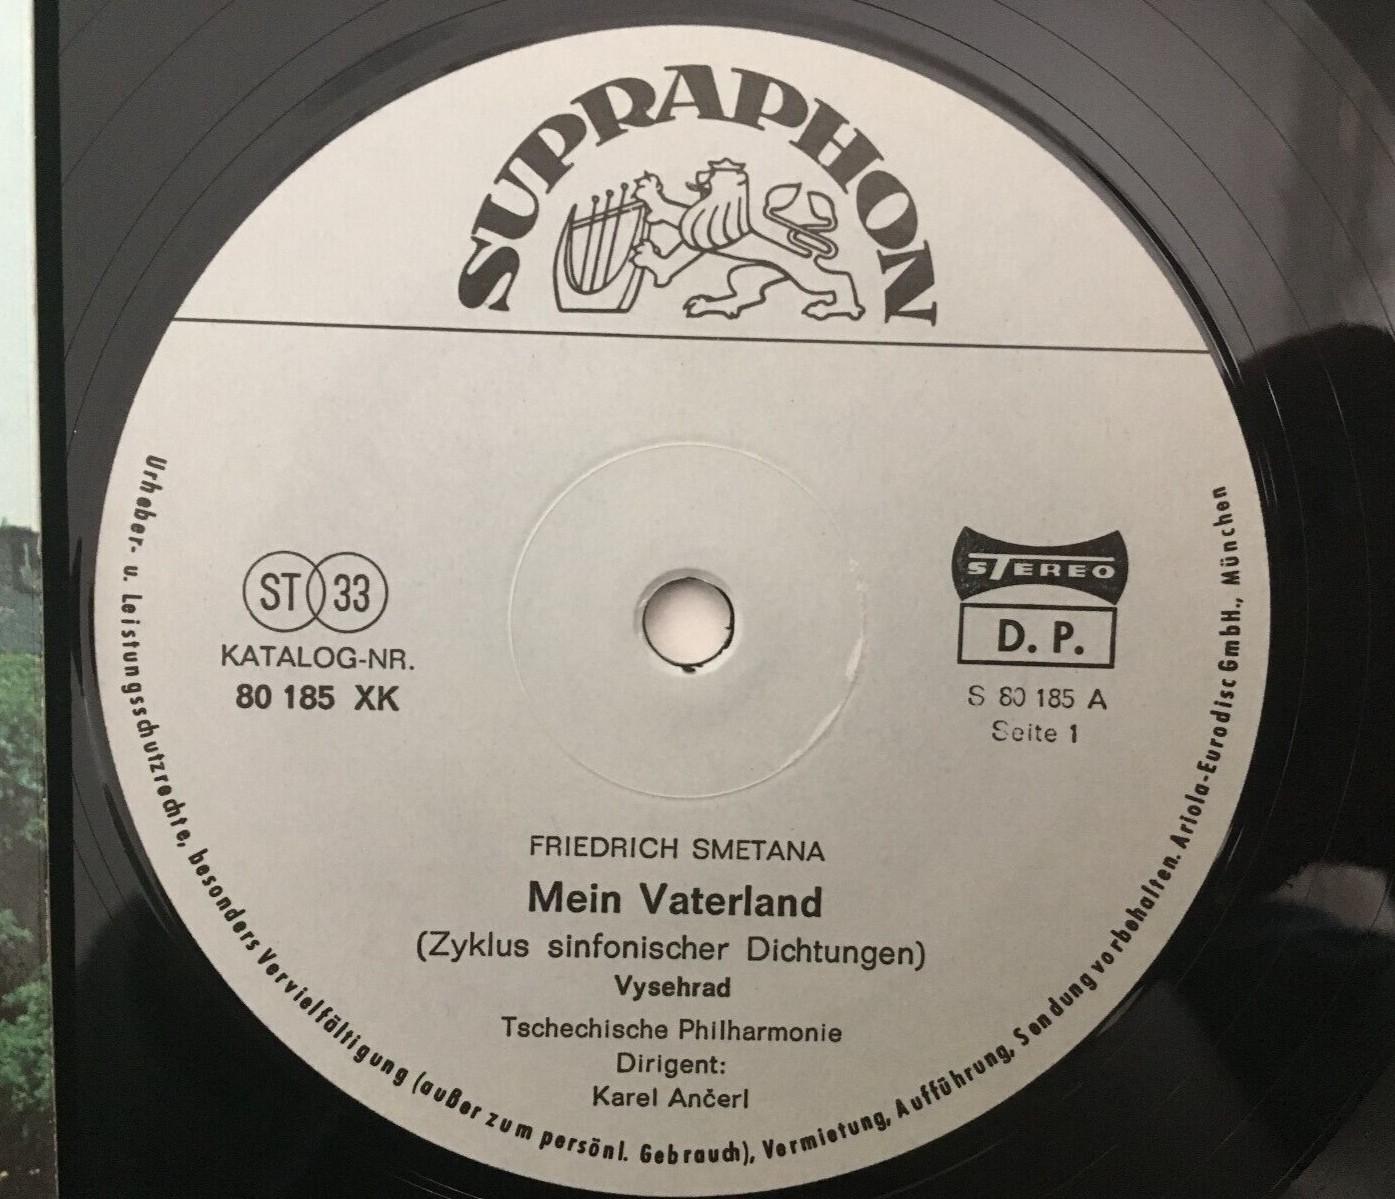 SUPRAPHON
ST 33
KATALOG-NR.
80 185 XK
STEREO
D. P.
S 80 185 A
Seite 1
FRIEDRICH SMETANA
Mein Vaterland
(Zyklus sinfonischer Dichtungen)
Vysehrad
Tschechische Philharmonie
Dirigent:
Karel Ančerl
Urheber- u. Leistungsschutzrechte, besonders Vervielfältigung (außer zum persönl. Gebrauch), Vermietung, Aufführung, Sendung vorbehalten. Ariola-Eurodisc GmbH., München